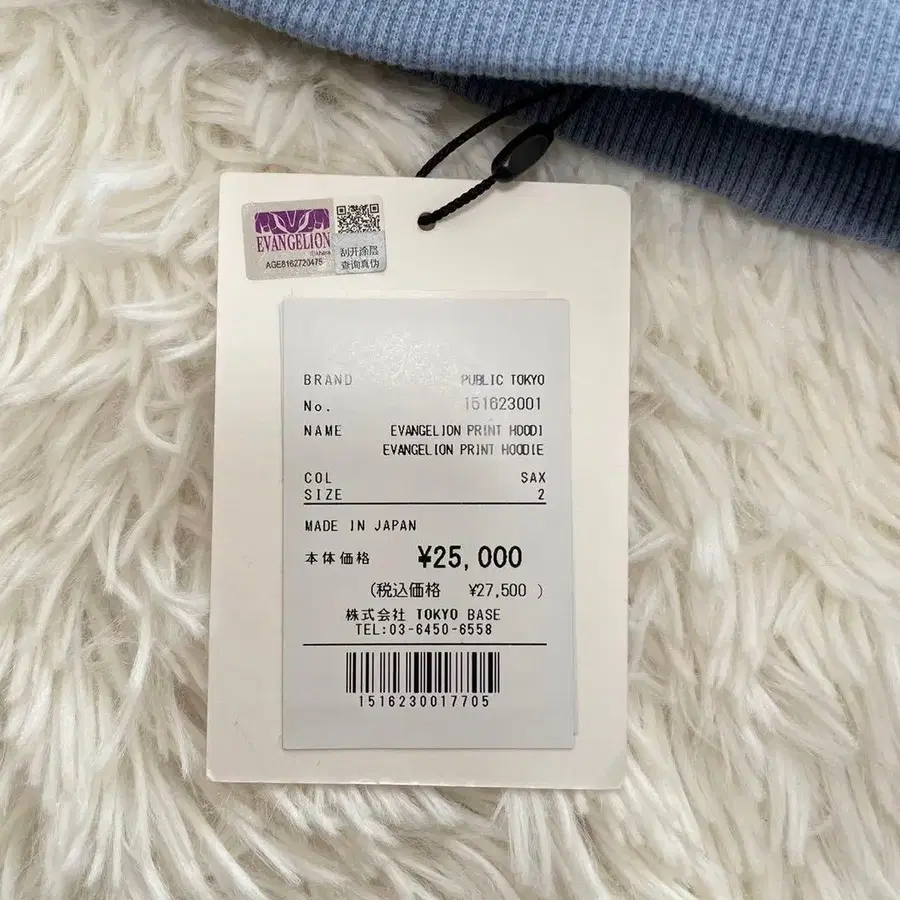 EVANGELION
©khara
AGE8162720475
刮开涂层
查询真伪
BRAND PUBLIC TOKYO
No. 151623001
NAME EVANGELION PRINT HOODI
EVANGELION PRINT HOODIE
COL SAX
SIZE 2
MADE IN JAPAN
本体価格 ¥25,000
(税込価格 ¥27,500 )
株式会社 TOKYO BASE
TEL:03-6450-6558
1516230017705